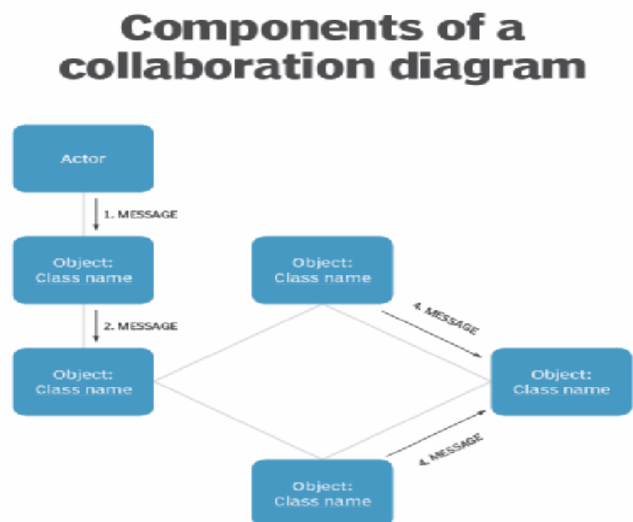 Components of a
collaboration diagram
Actor
1. MESSAGE
Object:
Class name
Object:
Class name
2. MESSAGE
4. MESSAGE
Object:
Class name
Object:
Class name
4. MESSAGE
Object:
Class name